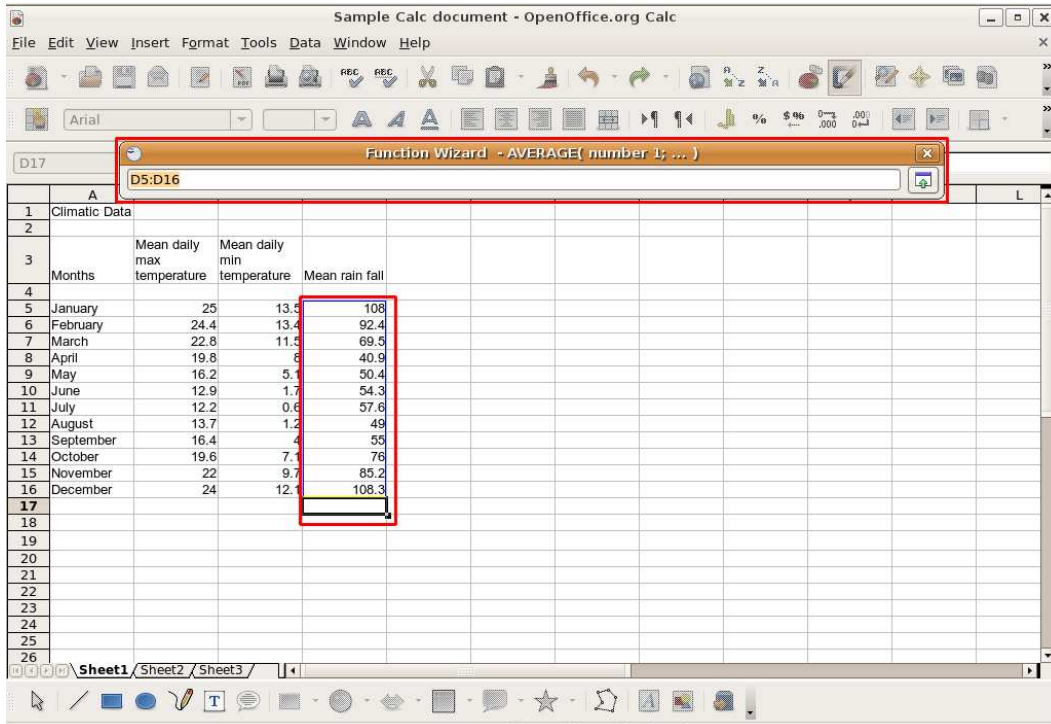 Sample Calc document - OpenOffice.org Calc
File Edit View Insert Format Tools Data Window Help
Arial
D17
Function Wizard - AVERAGE( number 1; ... )
D5:D16
A L
1 Climatic Data
2
3 Months Mean daily max temperature Mean daily min temperature Mean rain fall
4
5 January 25 13.5 108
6 February 24.4 13.4 92.4
7 March 22.8 11.5 69.5
8 April 19.8 8 40.9
9 May 16.2 5.1 50.4
10 June 12.9 1.7 54.3
11 July 12.2 0.6 57.6
12 August 13.7 1.2 49
13 September 16.4 4 55
14 October 19.6 7.1 76
15 November 22 9.7 85.2
16 December 24 12.1 108.3
17
18
19
20
21
22
23
24
25
26
Sheet1 Sheet2 Sheet3